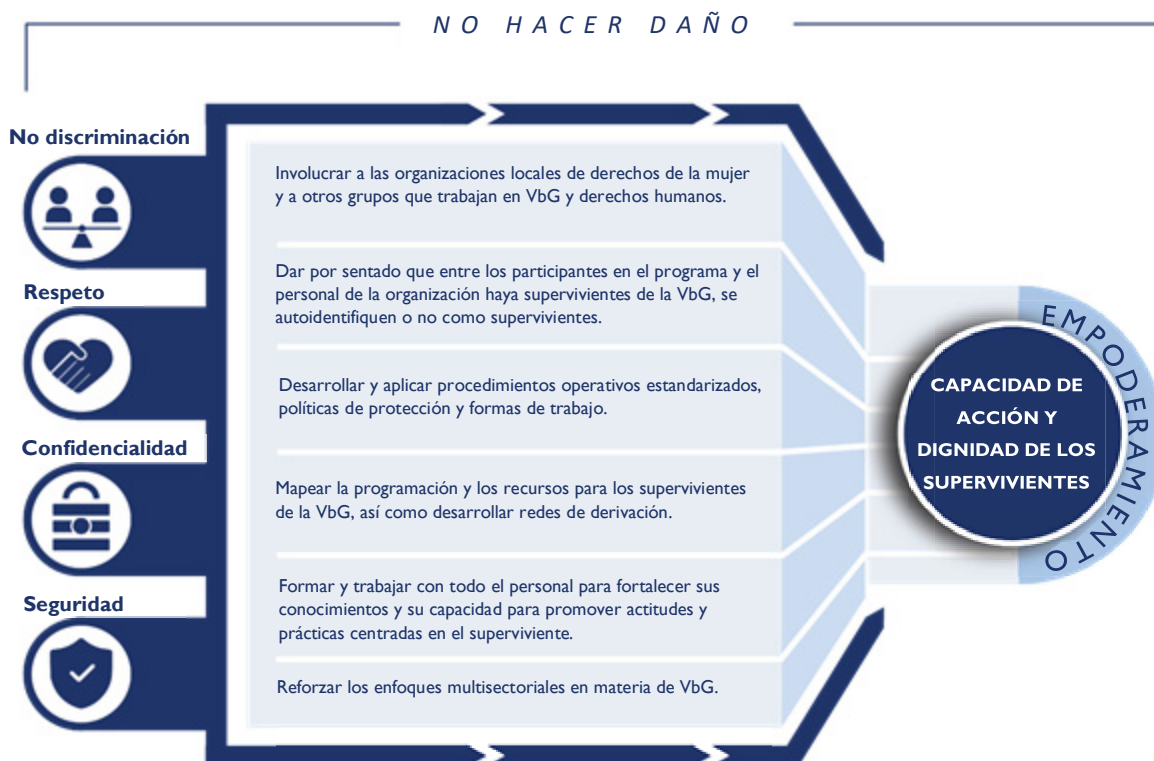 NO HACER DAÑO
No discriminación
Respeto
Confidencialidad
Seguridad
Involucrar a las organizaciones locales de derechos de la mujer
y a otros grupos que trabajan en VbG y derechos humanos.
Dar por sentado que entre los participantes en el programa y el
personal de la organización haya supervivientes de la VbG, se
autoidentifiquen o no como supervivientes.
Desarrollar y aplicar procedimientos operativos estandarizados,
políticas de protección y formas de trabajo.
Mapear la programación y los recursos para los supervivientes
de la VbG, así como desarrollar redes de derivación.
Formar y trabajar con todo el personal para fortalecer sus
conocimientos y su capacidad para promover actitudes y
prácticas centradas en el superviviente.
Reforzar los enfoques multisectoriales en materia de VbG.
CAPACIDAD DE
ACCIÓN Y
DIGNIDAD DE LOS
SUPERVIVIENTES
EMPODERAMIENTO